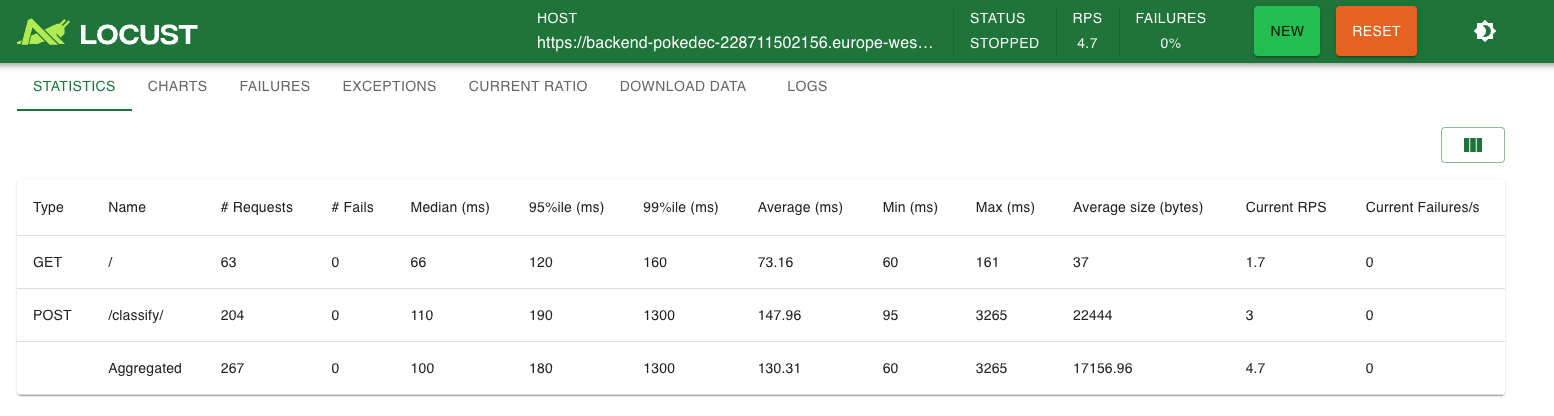 LOCUST
HOST
https://backend-pokedec-228711502156.europe-wes…
STATUS
STOPPED
RPS
4.7
FAILURES
0%
NEW
RESET
STATISTICS CHARTS FAILURES EXCEPTIONS CURRENT RATIO DOWNLOAD DATA LOGS
Type Name # Requests # Fails Median (ms) 95%ile (ms) 99%ile (ms) Average (ms) Min (ms) Max (ms) Average size (bytes) Current RPS Current Failures/s
GET / 63 0 66 120 160 73.16 60 161 37 1.7 0
POST /classify/ 204 0 110 190 1300 147.96 95 3265 22444 3 0
Aggregated 267 0 100 180 1300 130.31 60 3265 17156.96 4.7 0